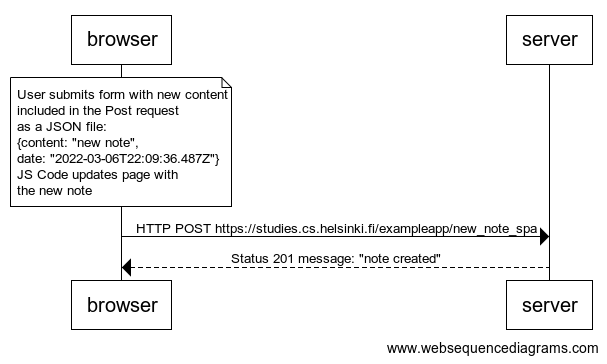 browser
server
User submits form with new content
included in the Post request
as a JSON file:
{content: "new note",
date: "2022-03-06T22:09:36.487Z"}
JS Code updates page with
the new note
HTTP POST https://studies.cs.helsinki.fi/exampleapp/new_note_spa
Status 201 message: "note created"
browser
server
www.websequencediagrams.com